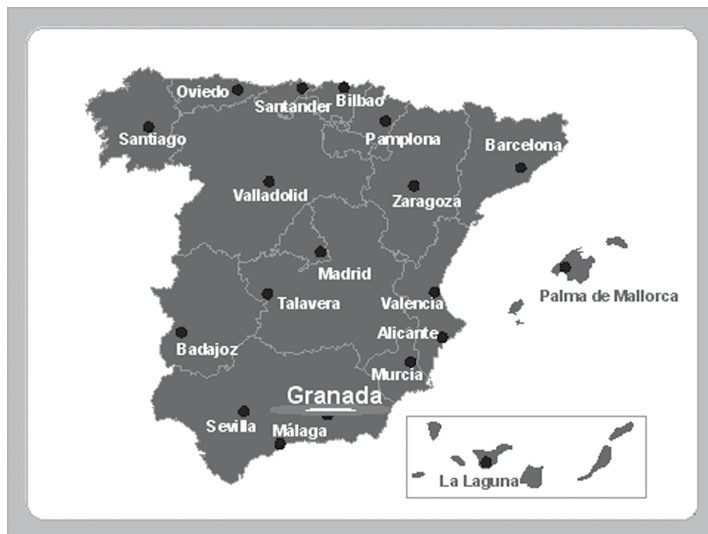 Oviedo
Santander
Bilbao
Santiago
Pamplona
Barcelona
Valladolid
Zaragoza
Madrid
Palma de Mallorca
Talavera
Valencia
Alicante
Badajoz
Murcia
Granada
Sevilla
Málaga
La Laguna